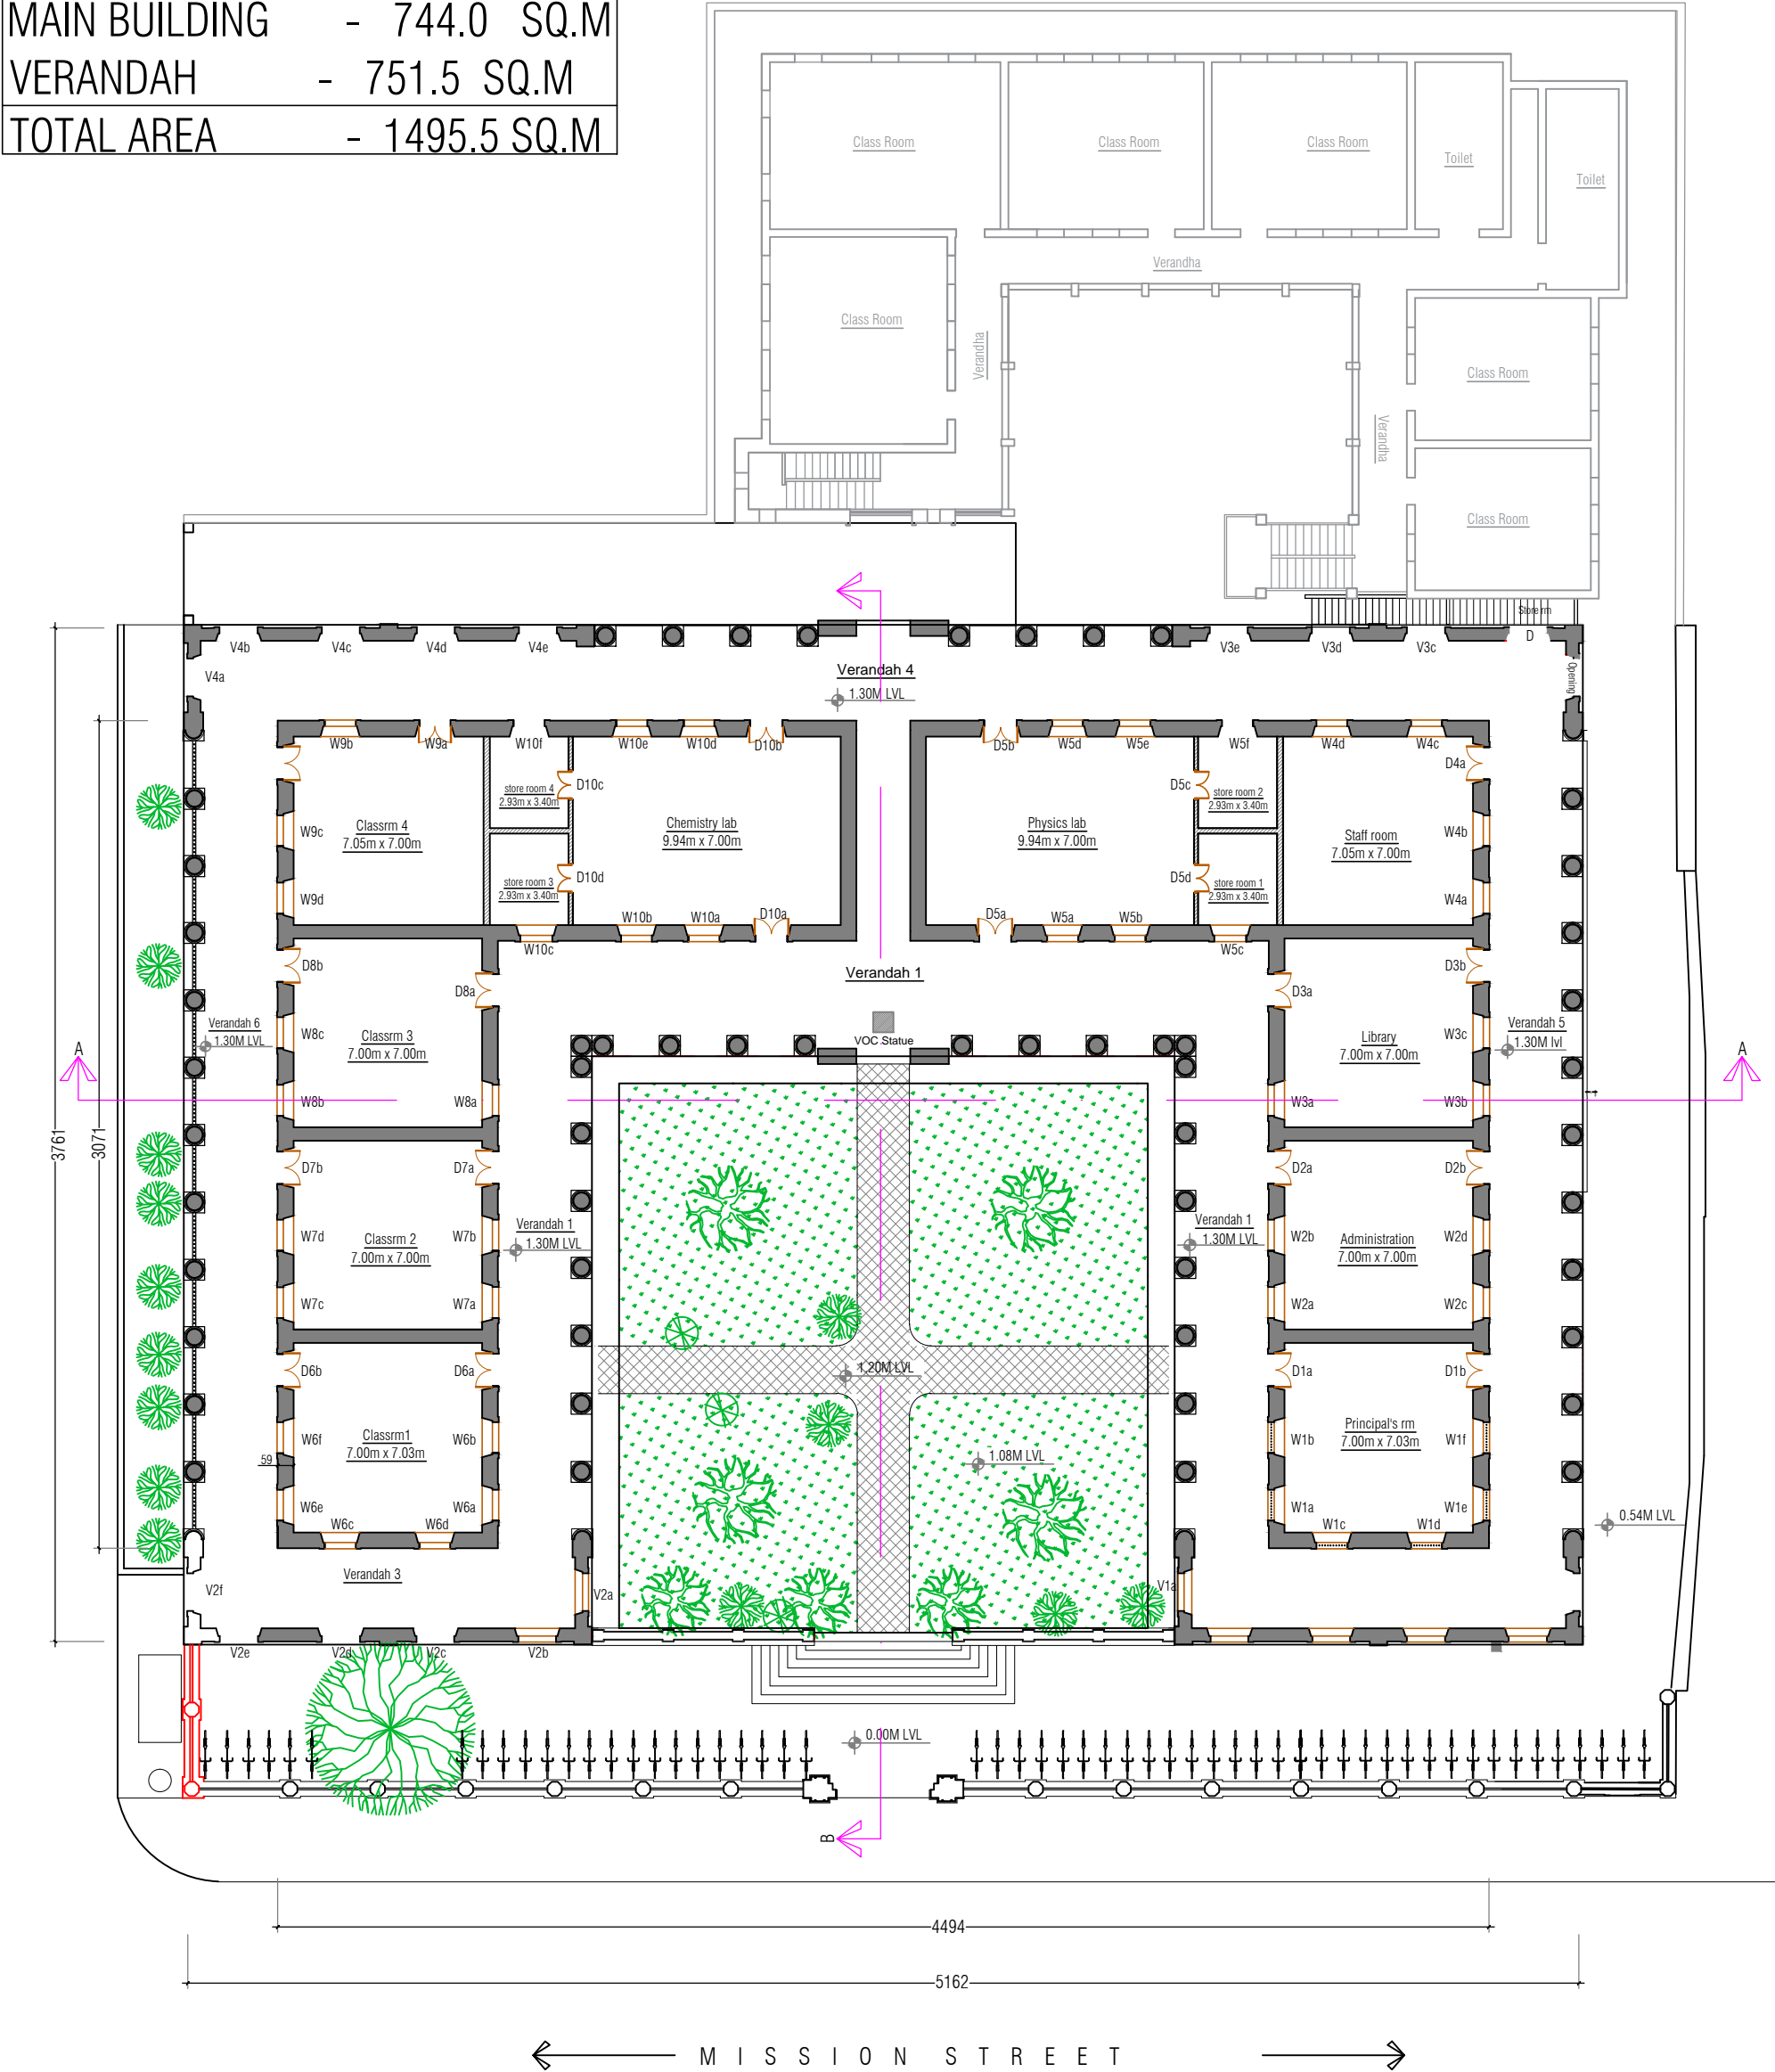 MAIN BUILDING - 744.0 SQ.M
VERANDAH - 751.5 SQ.M
TOTAL AREA - 1495.5 SQ.M
Class Room
Class Room
Class Room
Toilet
Toilet
Verandha
Class Room
Verandha
Class Room
Verandha
Class Room
Store rm
V4b
V4c
V4d
V4e
V3e
V3d
V3c
D
V4a
Opening
Verandah 4
1.30M LVL
W9b
W9a
W10f
W10e
W10d
D10b
D5b
W5d
W5e
W5f
W4d
W4c
D4a
store room 4
2.93m x 3.40m
D10c
D5c
store room 2
2.93m x 3.40m
W9c
Classrm 4
7.05m x 7.00m
Chemistry lab
9.94m x 7.00m
Physics lab
9.94m x 7.00m
Staff room
7.05m x 7.00m
W4b
store room 3
2.93m x 3.40m
D10d
D5d
store room 1
2.93m x 3.40m
W9d
W4a
W10b
W10a
D10a
D5a
W5a
W5b
W10c
W5c
D8b
D8a
Verandah 1
D3a
D3b
Verandah 6
1.30M LVL
W8c
Classrm 3
7.00m x 7.00m
VOC Statue
Library
7.00m x 7.00m
W3c
Verandah 5
1.30M lvl
A
A
W8b
W8a
W3a
W3b
3761
3071
D7b
D7a
D2a
D2b
Verandah 1
1.30M LVL
Verandah 1
1.30M LVL
W7d
Classrm 2
7.00m x 7.00m
W7b
W2b
Administration
7.00m x 7.00m
W2d
W7c
W7a
W2a
W2c
D6b
D6a
1.20M LVL
D1a
D1b
W6f
Classrm1
7.00m x 7.03m
W6b
W1b
Principal's rm
7.00m x 7.03m
W1f
59
1.08M LVL
W6e
W6a
W1a
W1e
W6c
W6d
W1c
W1d
0.54M LVL
Verandah 3
V2f
V2a
V1a
V2e
V2d
V2c
V2b
0.00M LVL
B
4494
5162
MISSION STREET